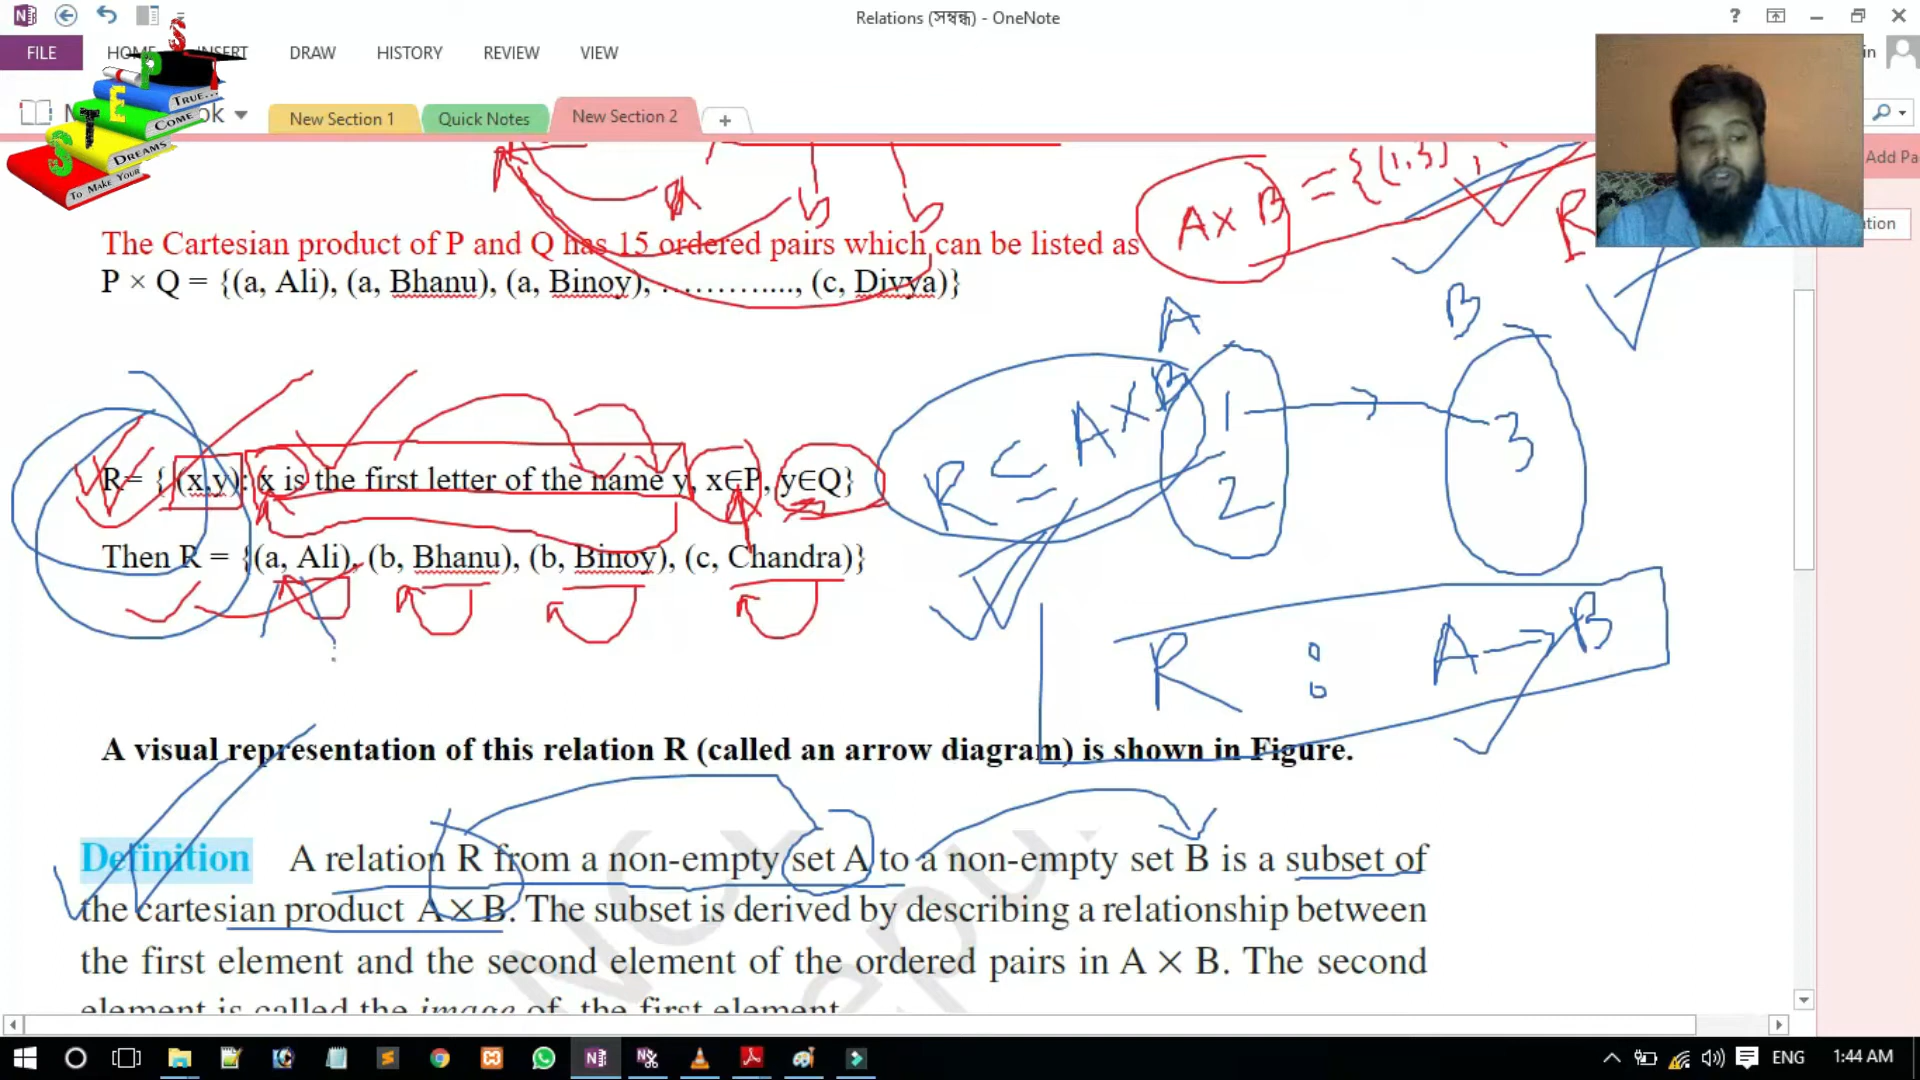 Relations (সম্বন্ধ) - OneNote
FILE HOME INSERT DRAW HISTORY REVIEW VIEW
S
P
E
T
S
TRUE...
COME
DREAMS
TO MAKE YOUR
New Section 1 Quick Notes New Section 2 +
Add Pa
a b b
A × B = {(1,3),
R
The Cartesian product of P and Q has 15 ordered pairs which can be listed as
P × Q = {(a, Ali), (a, Bhanu), (a, Binoy), ……….…., (c, Divya)}
A B
1 3
2
R ⊆ A × B
R= { (x,y): x is the first letter of the name y, x∈P, y∈Q}
Then R = {(a, Ali), (b, Bhanu), (b, Binoy), (c, Chandra)}
R : A → B
A visual representation of this relation R (called an arrow diagram) is shown in Figure.
Definition A relation R from a non-empty set A to a non-empty set B is a subset of
the cartesian product A × B. The subset is derived by describing a relationship between
the first element and the second element of the ordered pairs in A × B. The second
element is called the image of the first element.
ENG 1:44 AM